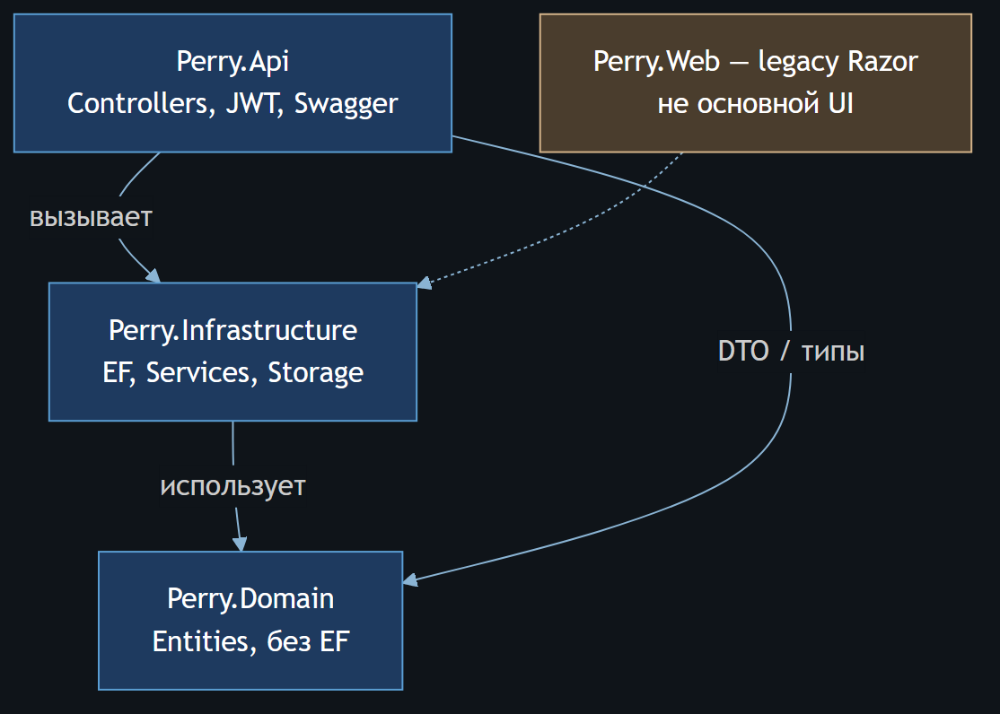 Perry.Api
Controllers, JWT, Swagger
Perry.Web — legacy Razor
не основной UI
вызывает
Perry.Infrastructure
EF, Services, Storage
DTO / типы
использует
Perry.Domain
Entities, без EF